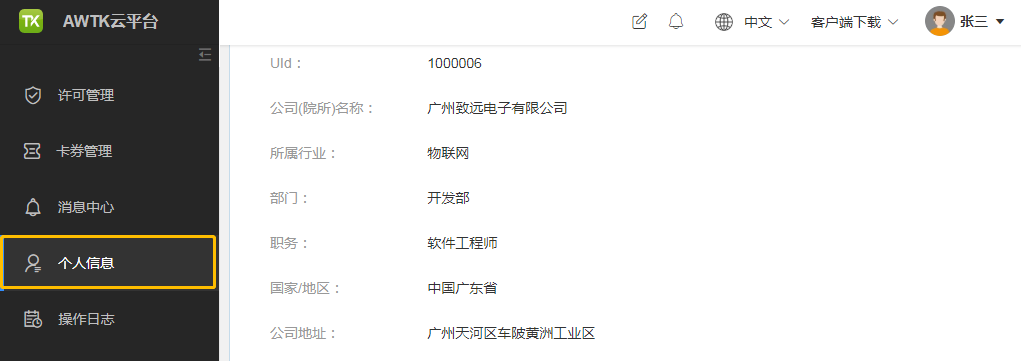 TK AWTK云平台
中文 客户端下载 张三
许可管理
卡券管理
消息中心
个人信息
操作日志
UId： 1000006
公司(院所)名称： 广州致远电子有限公司
所属行业： 物联网
部门： 开发部
职务： 软件工程师
国家/地区： 中国广东省
公司地址： 广州天河区车陂黄洲工业区